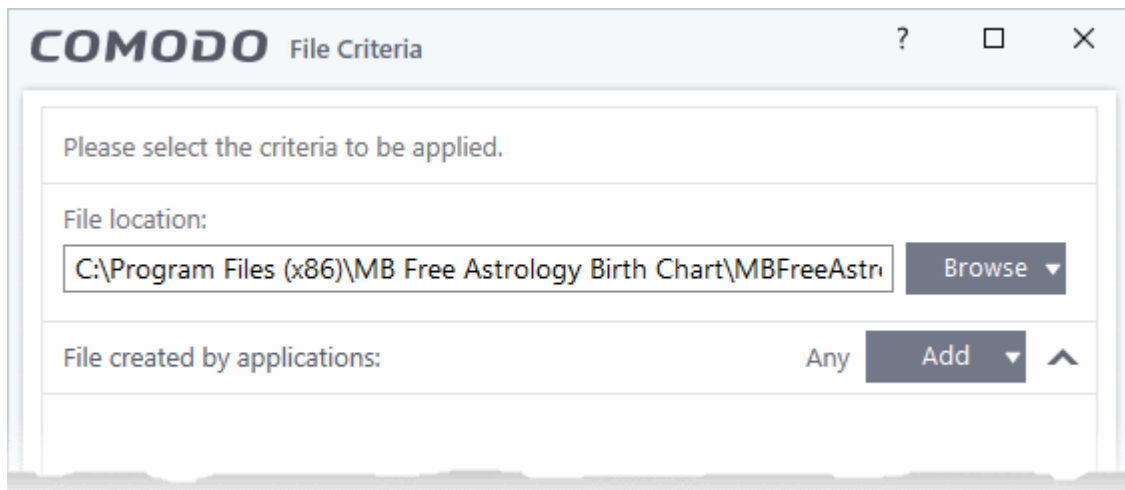 COMODO File Criteria ?
Please select the criteria to be applied.
File location:
C:\Program Files (x86)\MB Free Astrology Birth Chart\MBFreeAstr Browse
File created by applications: Any Add